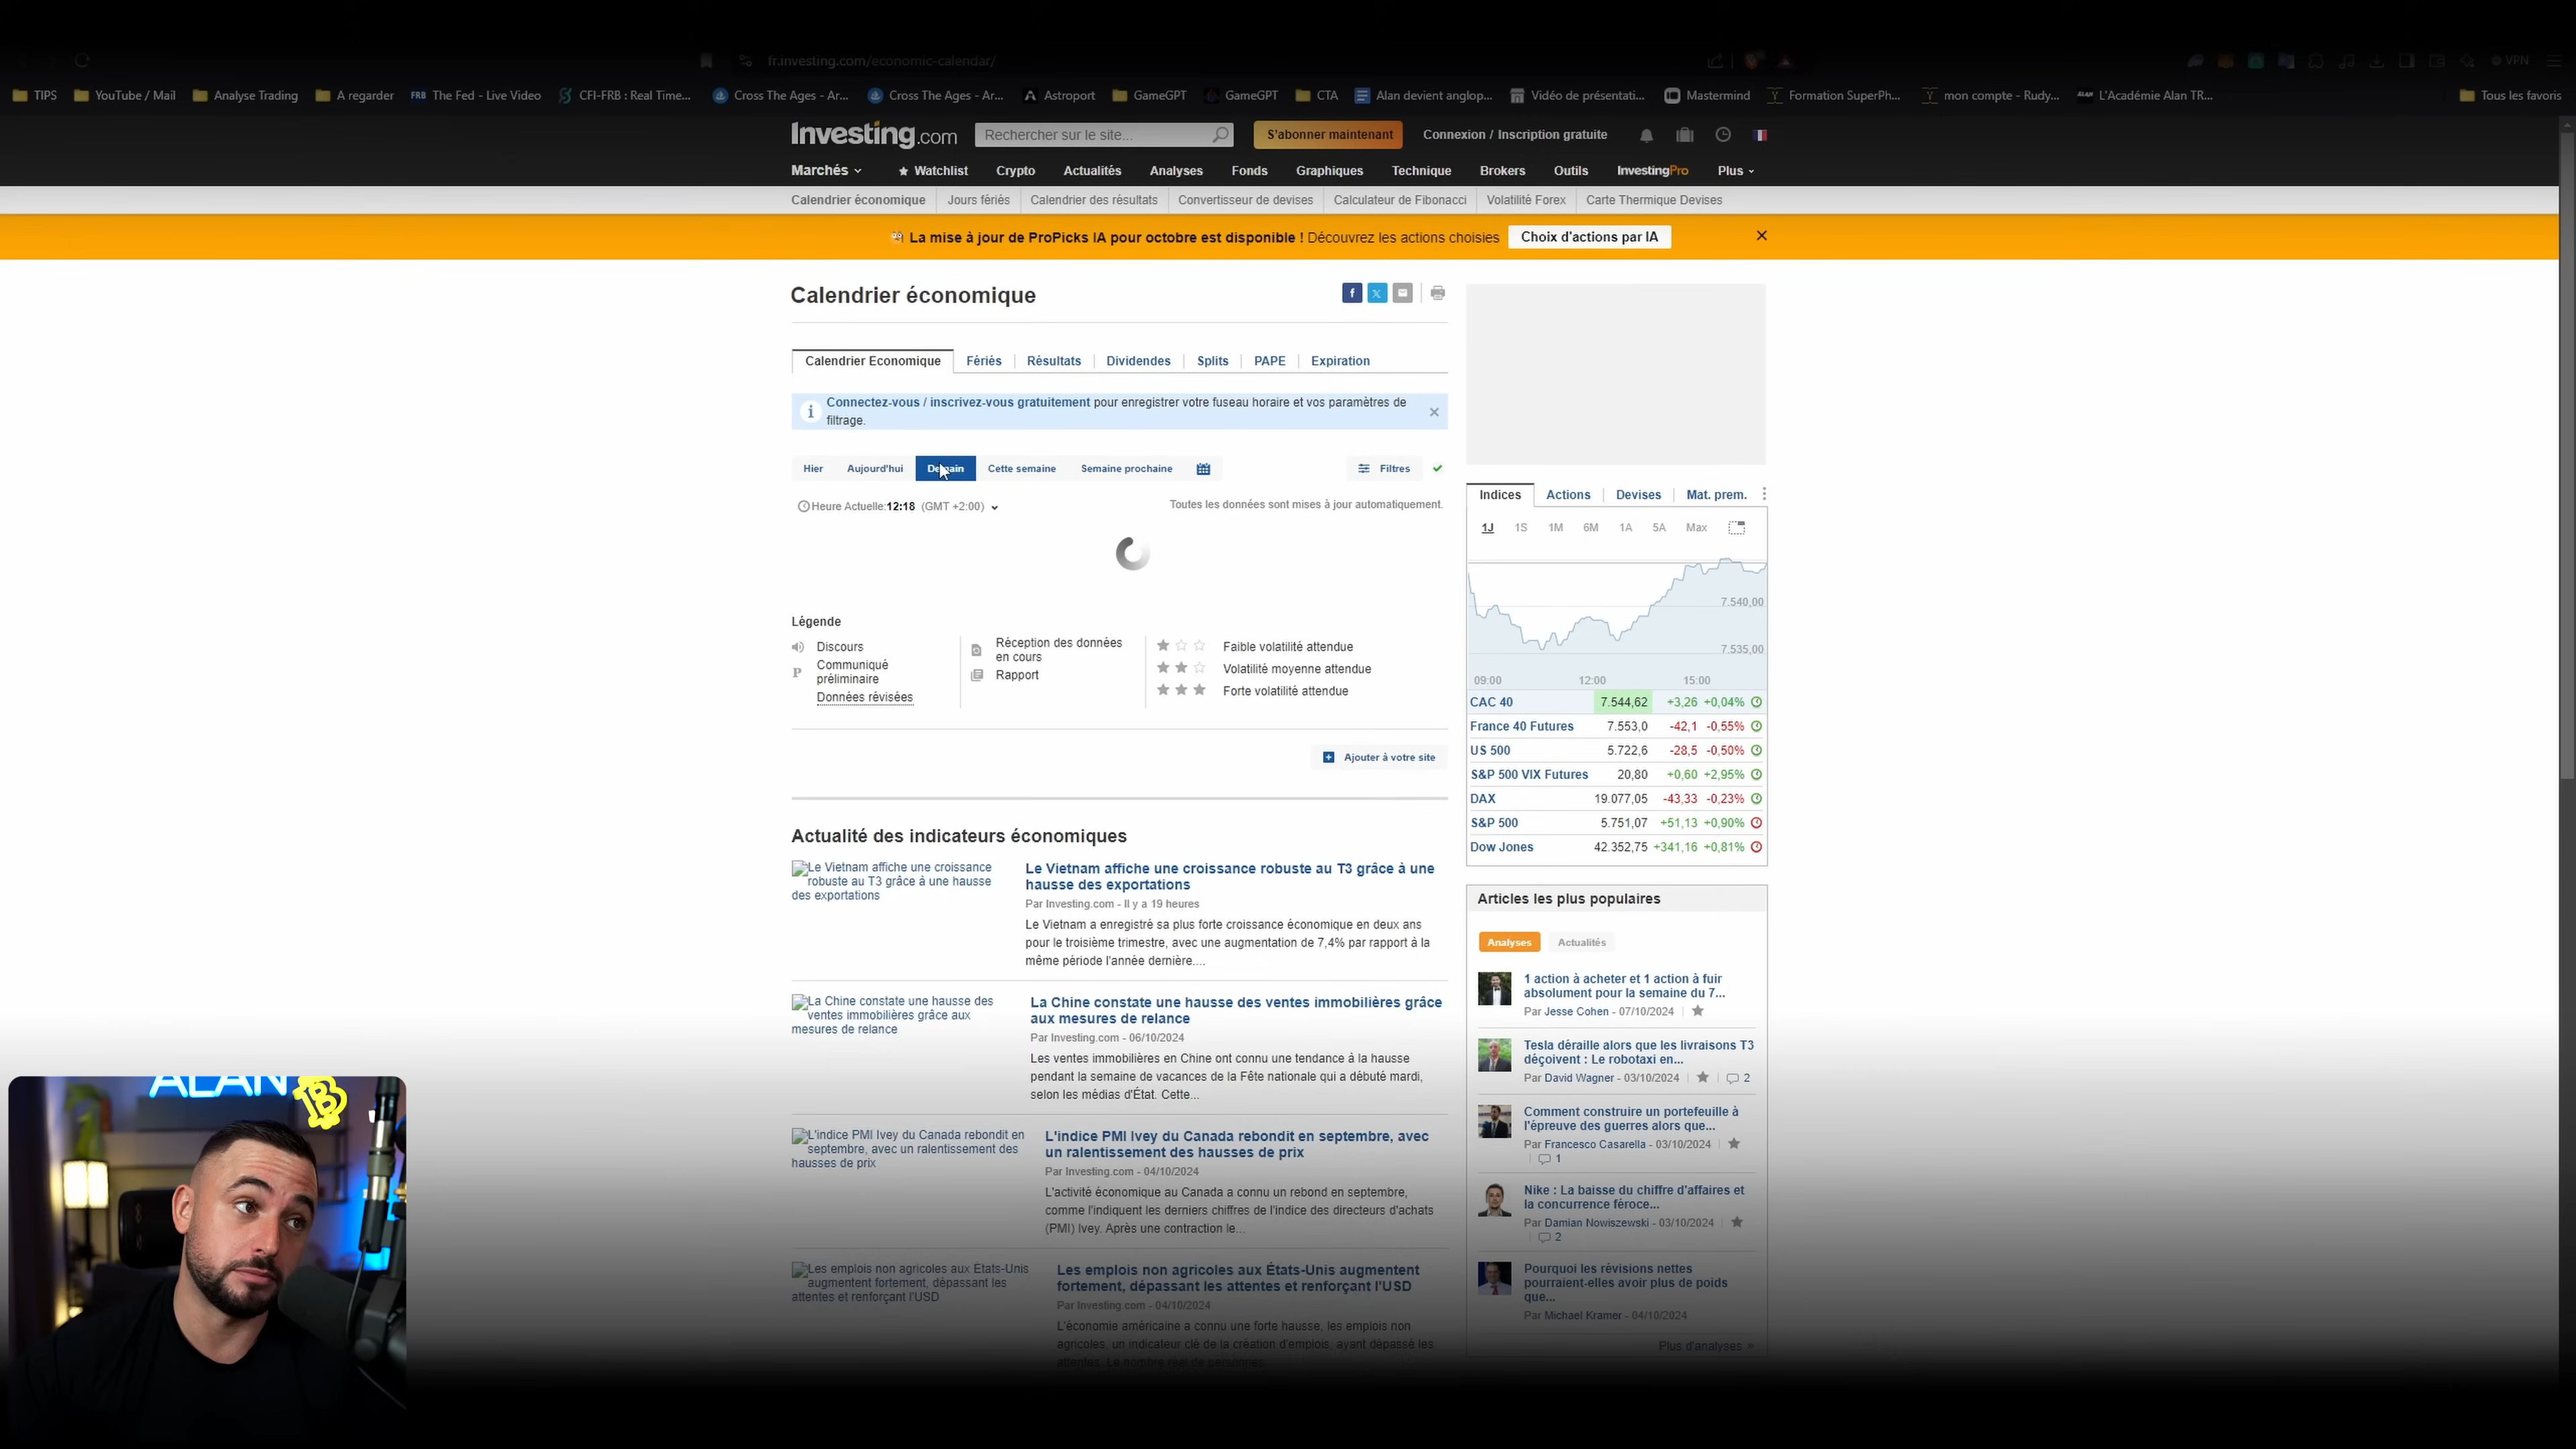 fr.investing.com/economic-calendar/
VPN
TIPS
YouTube / Mail
Analyse Trading
A regarder
FRB The Fed - Live Video
CFI-FRB : Real Time...
Cross The Ages - Ar...
Cross The Ages - Ar...
Astroport
GameGPT
GameGPT
CTA
Alan devient anglop...
Vidéo de présentati...
Mastermind
Formation SuperPh...
mon compte - Rudy...
L'Académie Alan TR...
Tous les favoris
Investing.com
Rechercher sur le site...
S'abonner maintenant
Connexion / Inscription gratuite
Marchés
Watchlist
Crypto
Actualités
Analyses
Fonds
Graphiques
Technique
Brokers
Outils
InvestingPro
Plus
Calendrier économique
Jours fériés
Calendrier des résultats
Convertisseur de devises
Calculateur de Fibonacci
Volatilité Forex
Carte Thermique Devises
La mise à jour de ProPicks IA pour octobre est disponible ! Découvrez les actions choisies
Choix d'actions par IA
Calendrier économique
Calendrier Economique
Fériés
Résultats
Dividendes
Splits
PAPE
Expiration
Connectez-vous / inscrivez-vous gratuitement pour enregistrer votre fuseau horaire et vos paramètres de
filtrage.
Hier
Aujourd'hui
Demain
Cette semaine
Semaine prochaine
Filtres
Heure Actuelle:12:18 (GMT +2:00)
Toutes les données sont mises à jour automatiquement.
Légende
Discours
P Communiqué
préliminaire
Données révisées
Réception des données
en cours
Rapport
Faible volatilité attendue
Volatilité moyenne attendue
Forte volatilité attendue
Ajouter à votre site
Actualité des indicateurs économiques
Le Vietnam affiche une croissance
robuste au T3 grâce à une hausse
des exportations
Le Vietnam affiche une croissance robuste au T3 grâce à une
hausse des exportations
Par Investing.com - Il y a 19 heures
Le Vietnam a enregistré sa plus forte croissance économique en deux ans
pour le troisième trimestre, avec une augmentation de 7,4% par rapport à la
même période l'année dernière....
La Chine constate une hausse des
ventes immobilières grâce aux
mesures de relance
La Chine constate une hausse des ventes immobilières grâce
aux mesures de relance
Par Investing.com - 06/10/2024
Les ventes immobilières en Chine ont connu une tendance à la hausse
pendant la semaine de vacances de la Fête nationale qui a débuté mardi,
selon les médias d'État. Cette...
L'indice PMI Ivey du Canada rebondit en
septembre, avec un ralentissement des
hausses de prix
L'indice PMI Ivey du Canada rebondit en septembre, avec
un ralentissement des hausses de prix
Par Investing.com - 04/10/2024
L'activité économique au Canada a connu un rebond en septembre,
comme l'indiquent les derniers chiffres de l'indice des directeurs d'achats
(PMI) Ivey. Après une contraction le...
Les emplois non agricoles aux États-Unis
augmentent fortement, dépassant les
attentes et renforçant l'USD
Les emplois non agricoles aux États-Unis augmentent
fortement, dépassant les attentes et renforçant l'USD
Par Investing.com - 04/10/2024
L'économie américaine a connu une forte hausse, les emplois non
agricoles, un indicateur clé de la création d'emplois, ayant dépassé les
attentes. Le nombre réel de personnes...
Indices
Actions
Devises
Mat. prem.
1J
1S
1M
6M
1A
5A
Max
7.540,00
7.535,00
09:00
12:00
15:00
CAC 40 7.544,62 +3,26 +0,04%
France 40 Futures 7.553,0 -42,1 -0,55%
US 500 5.722,6 -28,5 -0,50%
S&P 500 VIX Futures 20,80 +0,60 +2,95%
DAX 19.077,05 -43,33 -0,23%
S&P 500 5.751,07 +51,13 +0,90%
Dow Jones 42.352,75 +341,16 +0,81%
Articles les plus populaires
Analyses
Actualités
1 action à acheter et 1 action à fuir
absolument pour la semaine du 7...
Par Jesse Cohen - 07/10/2024
Tesla déraille alors que les livraisons T3
déçoivent : Le robotaxi en...
Par David Wagner - 03/10/2024 2
Comment construire un portefeuille à
l'épreuve des guerres alors que...
Par Francesco Casarella - 03/10/2024
1
Nike : La baisse du chiffre d'affaires et
la concurrence féroce...
Par Damian Nowiszewski - 03/10/2024
2
Pourquoi les révisions nettes
pourraient-elles avoir plus de poids
que...
Par Michael Kramer - 04/10/2024
Plus d'analyses »
ALAN